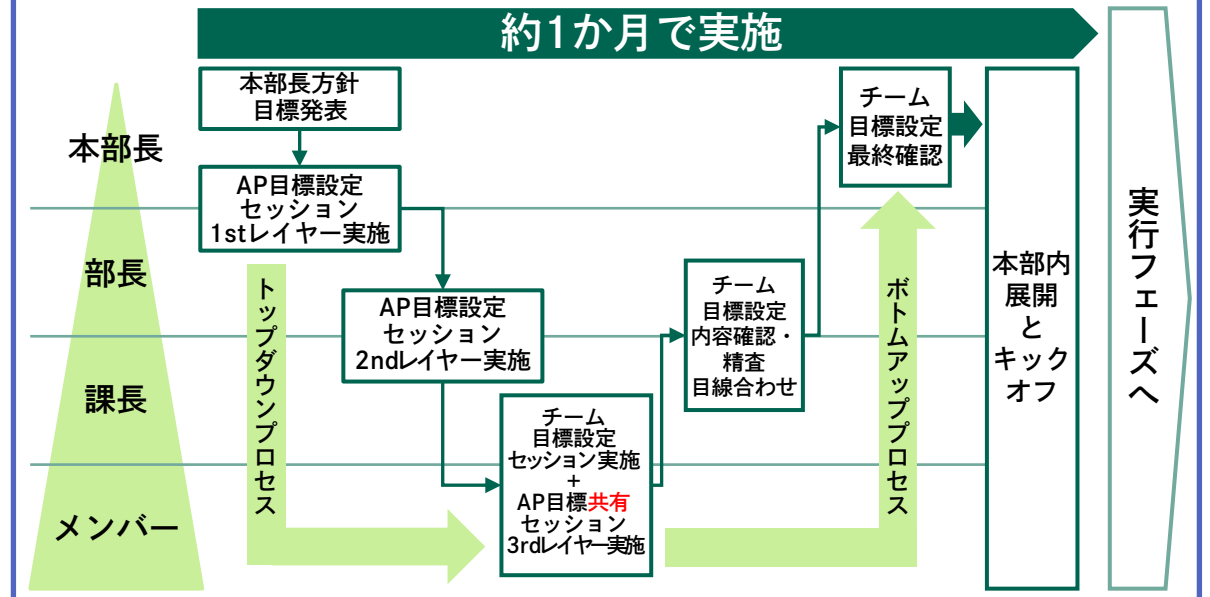 約1か月で実施
本部長
部長
課長
メンバー
本部長方針
目標発表
AP目標設定
セッション
1stレイヤー実施
トップダウンプロセス
AP目標設定
セッション
2ndレイヤー実施
チーム
目標設定
セッション実施
+
AP目標共有
セッション
3rdレイヤー実施
チーム
目標設定
内容確認・
精査
目線合わせ
チーム
目標設定
最終確認
ボトムアッププロセス
本部内
展開
と
キック
オフ
実行フェーズへ